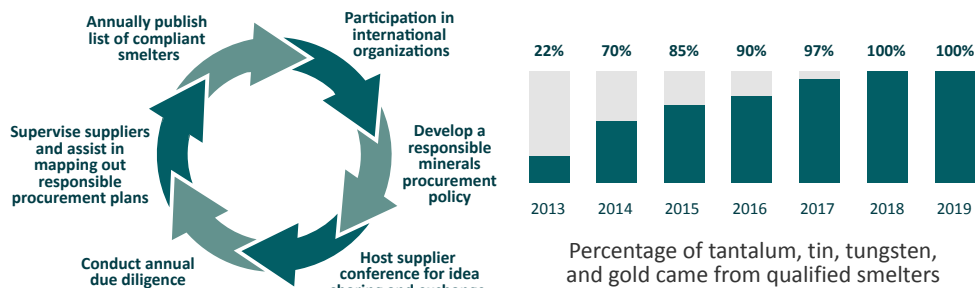 Annually publish
list of compliant
smelters
Participation in
international
organizations
Develop a
responsible
minerals
procurement
policy
Host supplier
conference for idea
sharing and exchange
Conduct annual
due diligence
Supervise suppliers
and assist in
mapping out
responsible
procurement plans
22% 70% 85% 90% 97% 100% 100%
2013 2014 2015 2016 2017 2018 2019
Percentage of tantalum, tin, tungsten,
and gold came from qualified smelters